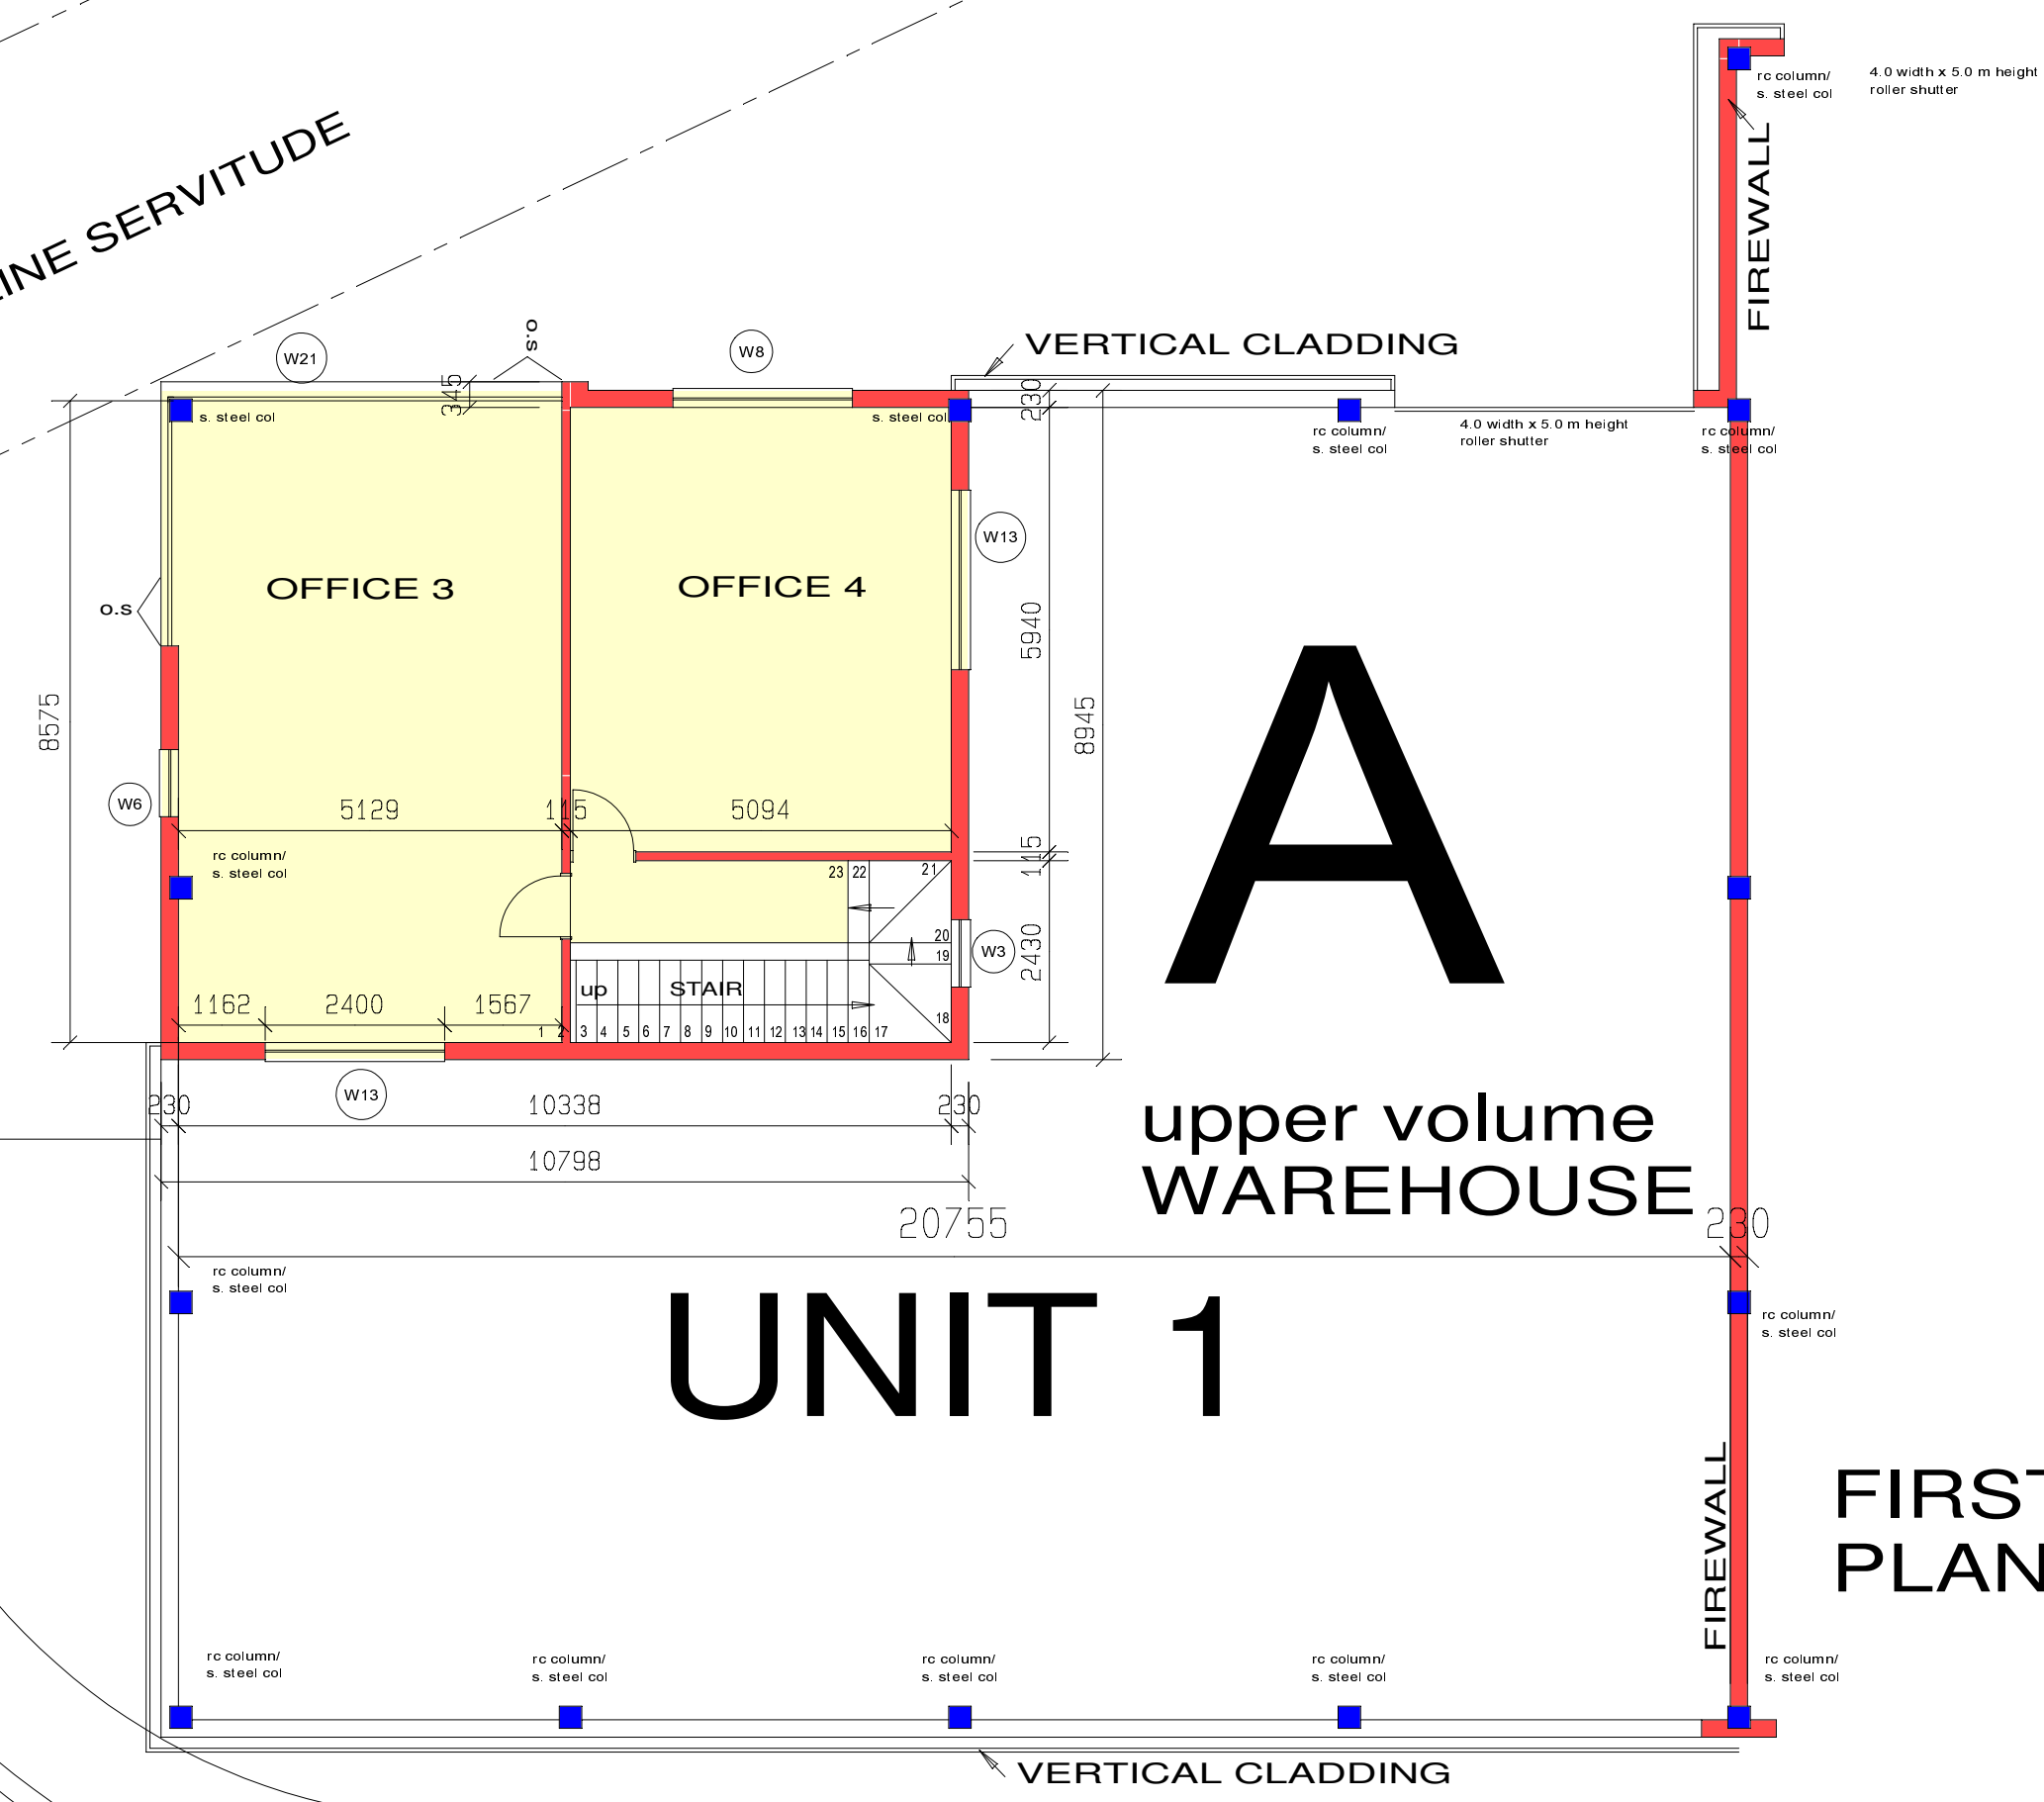 4.0 width x 5.0 m height
roller shutter
rc column/
s. steel col
FIREWALL
SERVITUDE
O.S
W21
W8
VERTICAL CLADDING
345
230
s. steel col
s. steel col
rc column/
s. steel col
4.0 width x 5.0 m height
roller shutter
rc column/
s. steel col
W13
OFFICE 3
OFFICE 4
O.S
5940
8575
8945
A
W6
5129
115
5094
rc column/
s. steel col
115
23
22
21
20
19
18
W3
2430
up
STAIR
1162
2400
1567
1
2
3
4
5
6
7
8
9
10
11
12
13
14
15
16
17
W13
230
10338
230
10798
upper volume
WAREHOUSE
20755
230
rc column/
s. steel col
rc column/
s. steel col
UNIT 1
FIREWALL
FIRST
PLAN
rc column/
s. steel col
rc column/
s. steel col
rc column/
s. steel col
rc column/
s. steel col
rc column/
s. steel col
VERTICAL CLADDING